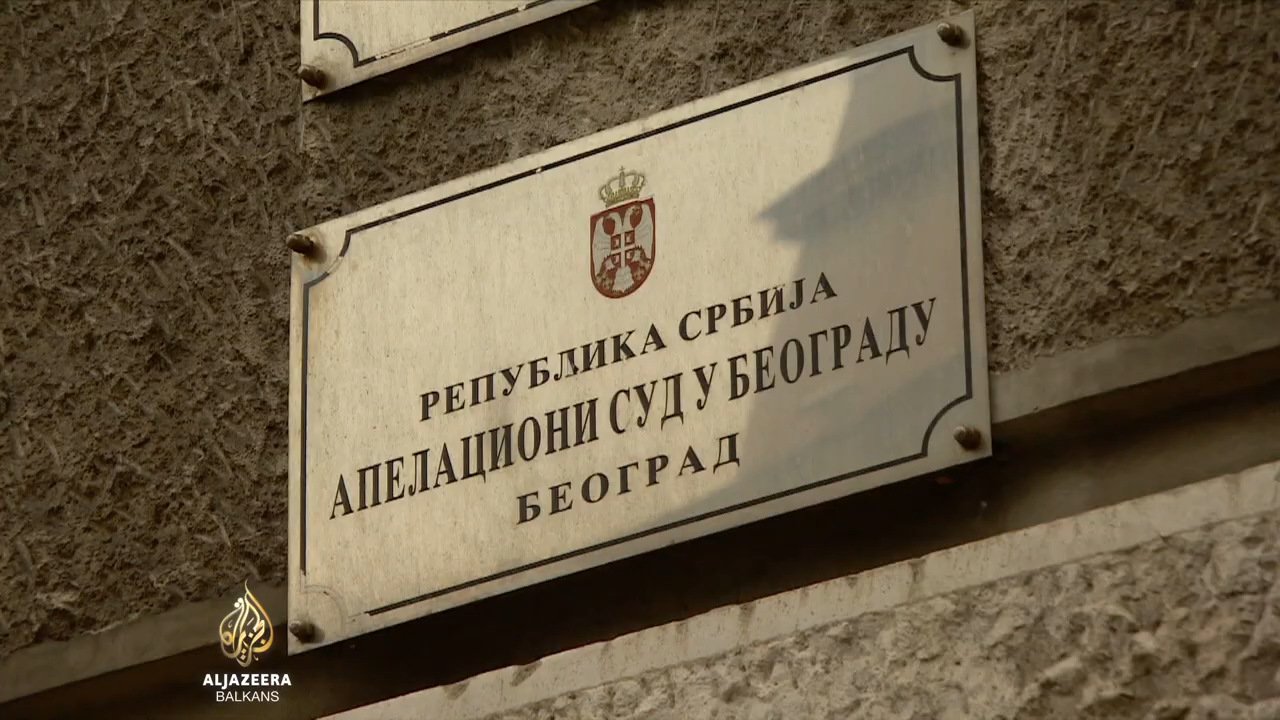 РЕПУБЛИКА СРБИЈА
АПЕЛАЦИОНИ СУД У БЕОГРАДУ
БЕОГРАД
ALJAZEERA
BALKANS